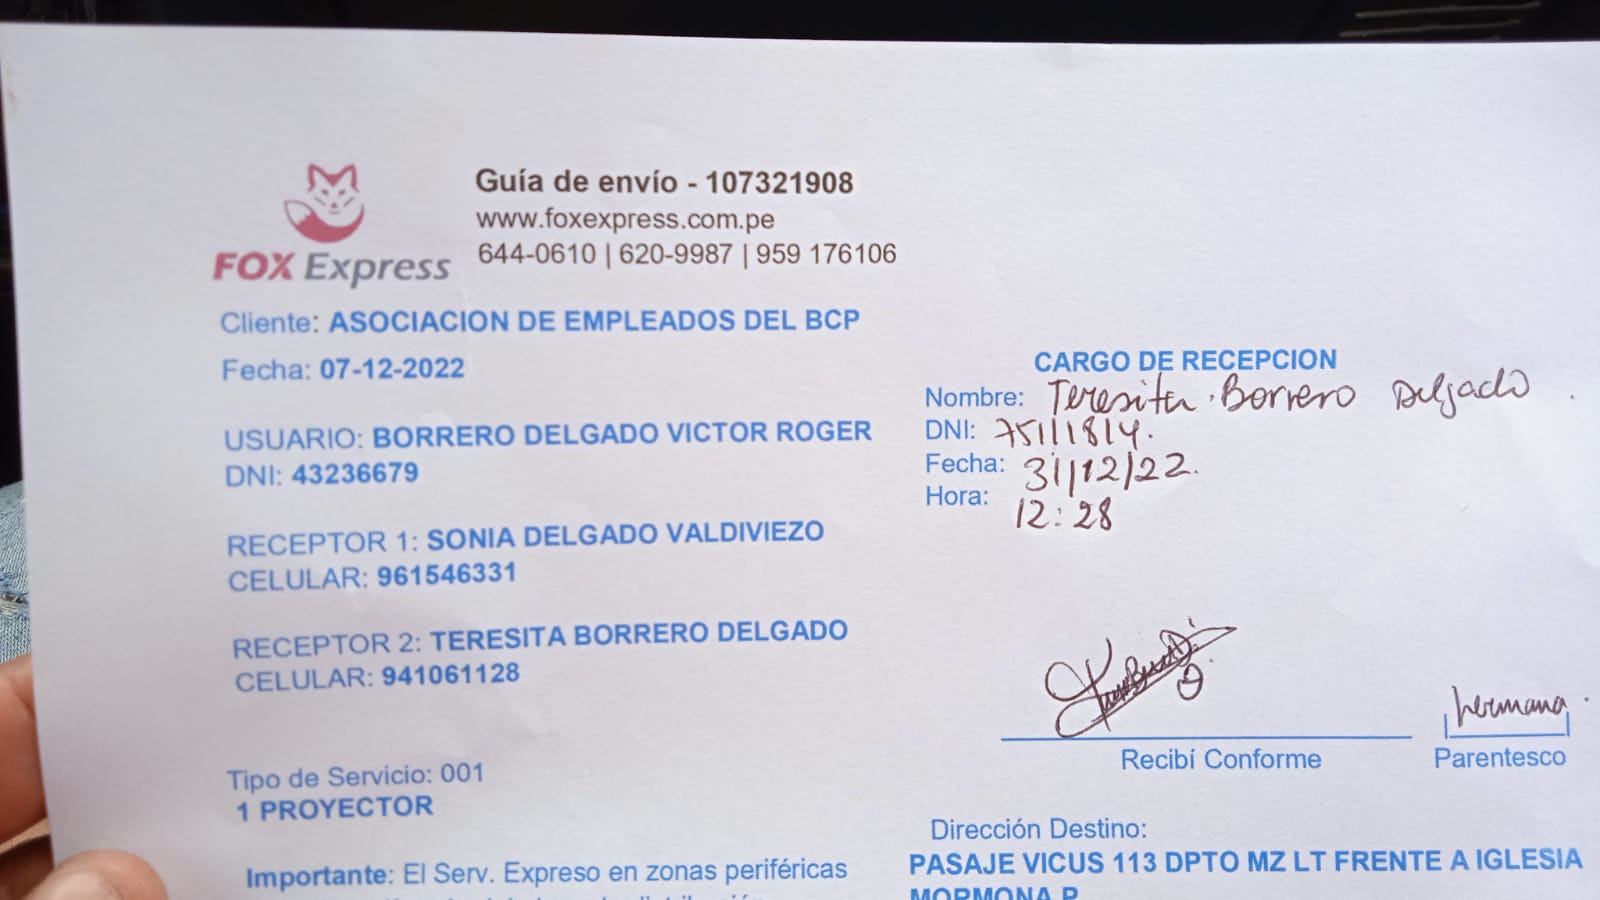 FOX Express
Guía de envío - 107321908
www.foxexpress.com.pe
644-0610 | 620-9987 | 959 176106
Cliente: ASOCIACION DE EMPLEADOS DEL BCP
Fecha: 07-12-2022
USUARIO: BORRERO DELGADO VICTOR ROGER
DNI: 43236679
RECEPTOR 1: SONIA DELGADO VALDIVIEZO
CELULAR: 961546331
RECEPTOR 2: TERESITA BORRERO DELGADO
CELULAR: 941061128
Tipo de Servicio: 001
1 PROYECTOR
Importante: El Serv. Expreso en zonas periféricas
CARGO DE RECEPCION
Nombre: Teresita Borrero Delgado
DNI: 75111814.
Fecha: 31/12/22.
Hora: 12:28
Recibí Conforme
hermana
Parentesco
Dirección Destino:
PASAJE VICUS 113 DPTO MZ LT FRENTE A IGLESIA
MORMONA P